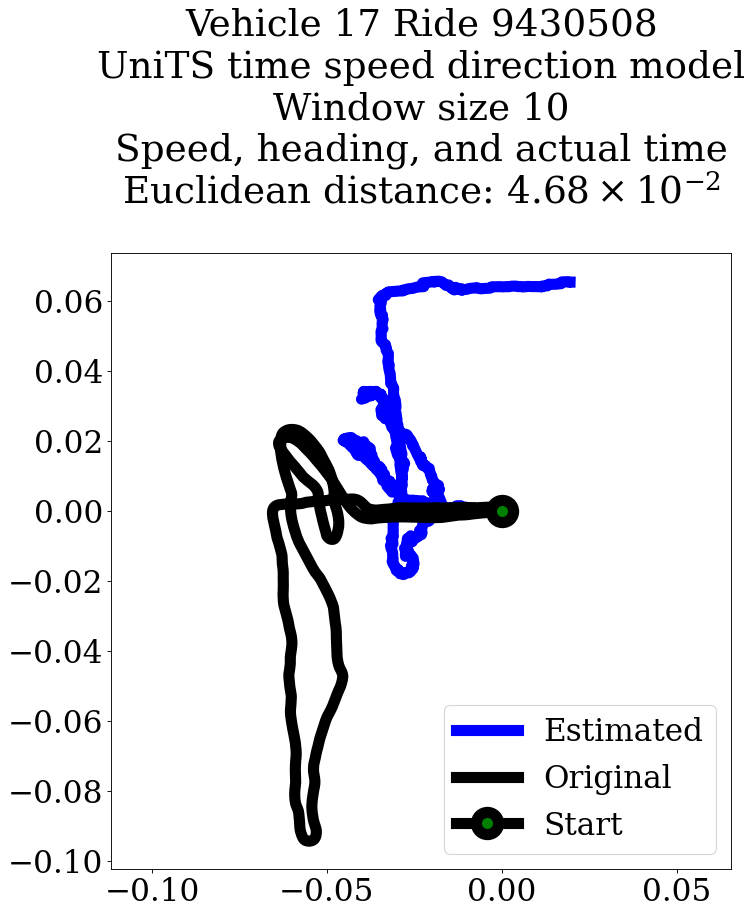 Vehicle 17 Ride 9430508
UniTS time speed direction model
Window size 10
Speed, heading, and actual time
Euclidean distance: 4.68 × 10⁻²
0.06
0.04
0.02
0.00
−0.02
−0.04
−0.06
−0.08
−0.10
−0.10 −0.05 0.00 0.05
Estimated
Original
Start